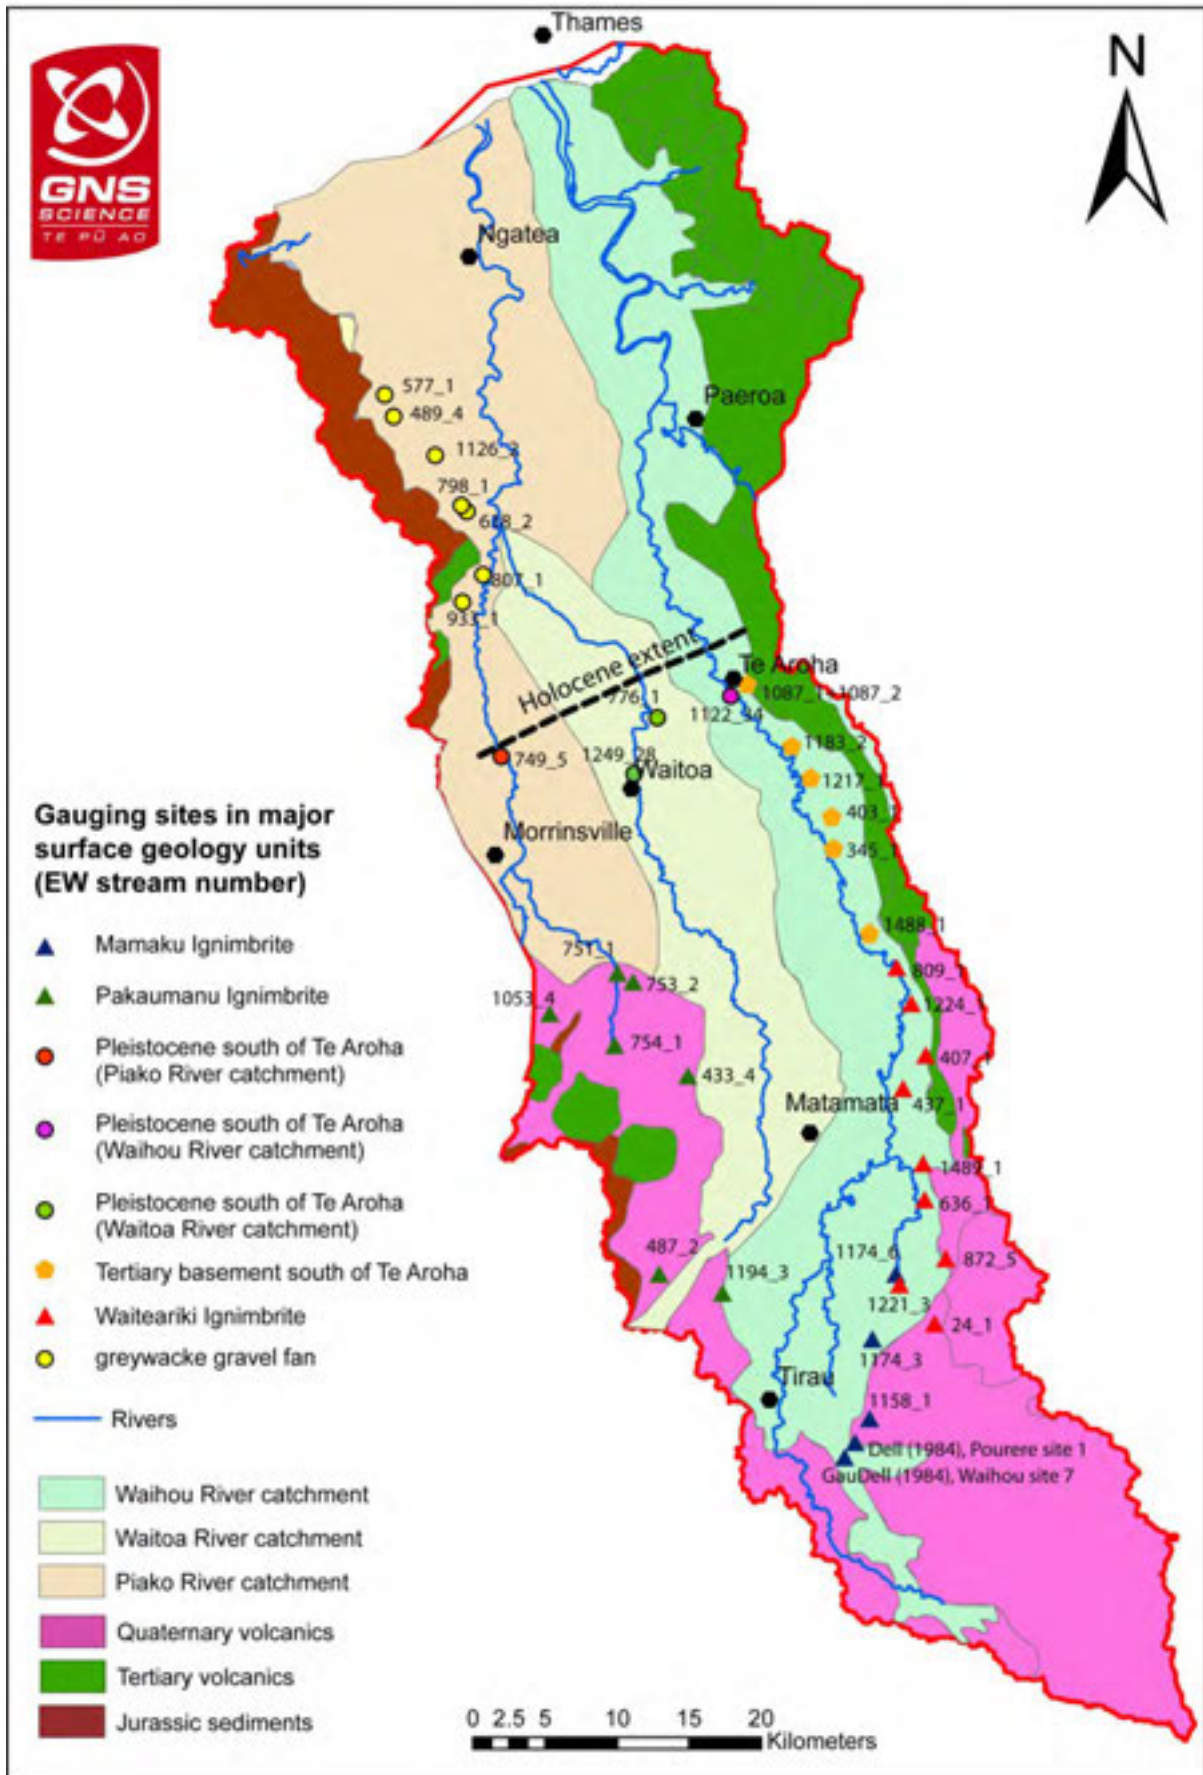 Thames
N
GNS
SCIENCE
TE PŪ AO
Ngatea
577_1
489_4
Paeroa
1126_2
798_1
618_2
807_1
933_1
Holocene extent
Te Aroha
1087_1 - 1087_2
776_1
1122_34
1183_2
749_5
1249_28
Waitoa
1217_1
403_1
Gauging sites in major
surface geology units
(EW stream number)
Morrinsville
345_1
Mamaku Ignimbrite
1488_1
751_1
809_1
753_2
Pakaumanu Ignimbrite
1053_4
1224_1
Pleistocene south of Te Aroha
(Piako River catchment)
754_1
407_1
433_4
437_1
Matamata
Pleistocene south of Te Aroha
(Waihou River catchment)
1489_1
Pleistocene south of Te Aroha
(Waitoa River catchment)
636_1
487_2
1174_6
872_5
Tertiary basement south of Te Aroha
1194_3
1221_3
Waiteariki Ignimbrite
24_1
greywacke gravel fan
1174_3
Tirau
1158_1
Rivers
Dell (1984), Pourere site 1
GauDell (1984), Waihou site 7
Waihou River catchment
Waitoa River catchment
Piako River catchment
Quaternary volcanics
Tertiary volcanics
Jurassic sediments
0 2.5 5 10 15 20
Kilometers